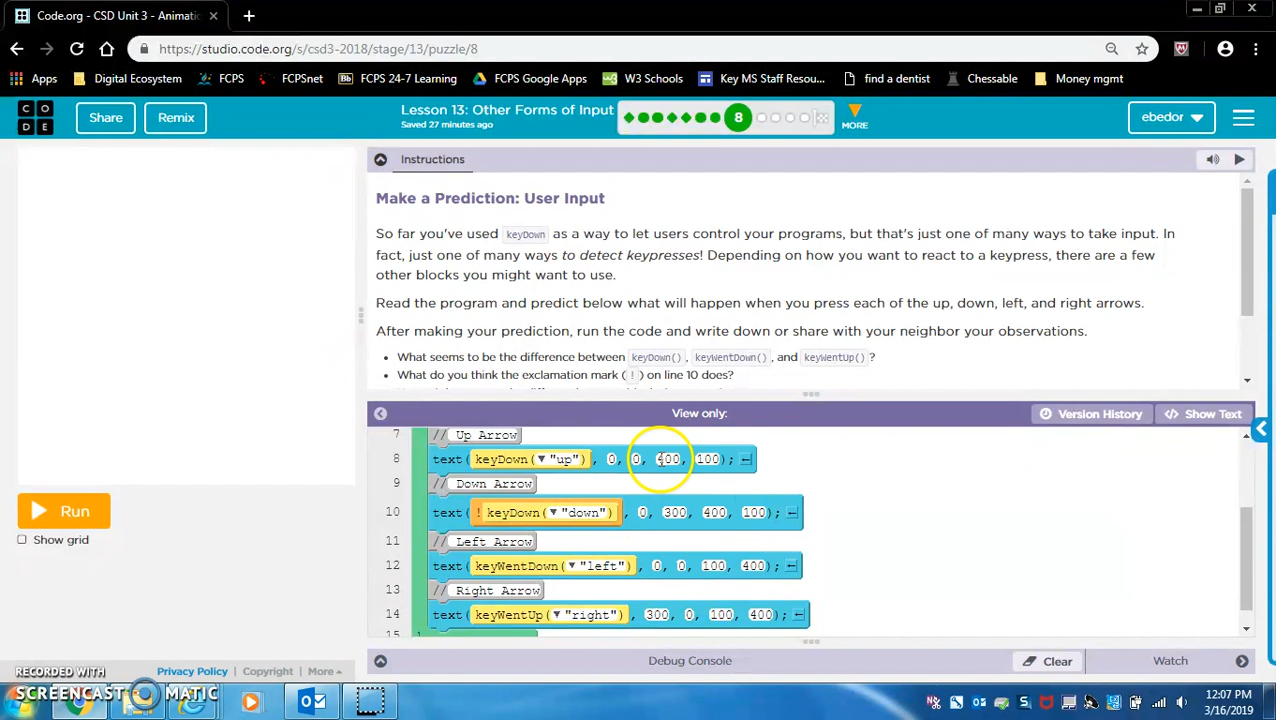 Code.org - CSD Unit 3 - Animatio
https://studio.code.org/s/csd3-2018/stage/13/puzzle/8
Apps Digital Ecosystem FCPS FCPSnet Bb FCPS 24-7 Learning FCPS Google Apps W3 Schools Key MS Staff Resou... find a dentist Chessable Money mgmt
CODE Share Remix Lesson 13: Other Forms of Input 8 MORE ebedor
Saved 27 minutes ago
Instructions
Make a Prediction: User Input
So far you've used keyDown as a way to let users control your programs, but that's just one of many ways to take input. In
fact, just one of many ways to detect keypresses! Depending on how you want to react to a keypress, there are a few
other blocks you might want to use.
Read the program and predict below what will happen when you press each of the up, down, left, and right arrows.
After making your prediction, run the code and write down or share with your neighbor your observations.
• What seems to be the difference between keyDown(), keyWentDown(), and keyWentUp()?
• What do you think the exclamation mark (!) on line 10 does?
View only: Version History </> Show Text
7 // Up Arrow
8 text(keyDown("up"), 0, 0, 400, 100);
9 // Down Arrow
10 text(!keyDown("down"), 0, 300, 400, 100);
11 // Left Arrow
12 text(keyWentDown("left"), 0, 0, 100, 400);
13 // Right Arrow
14 text(keyWentUp("right"), 300, 0, 100, 400);
15
Run
Show grid
Debug Console Clear Watch
Privacy Policy | Copyright | More
RECORDED WITH
SCREENCAST MATIC
12:07 PM
3/16/2019